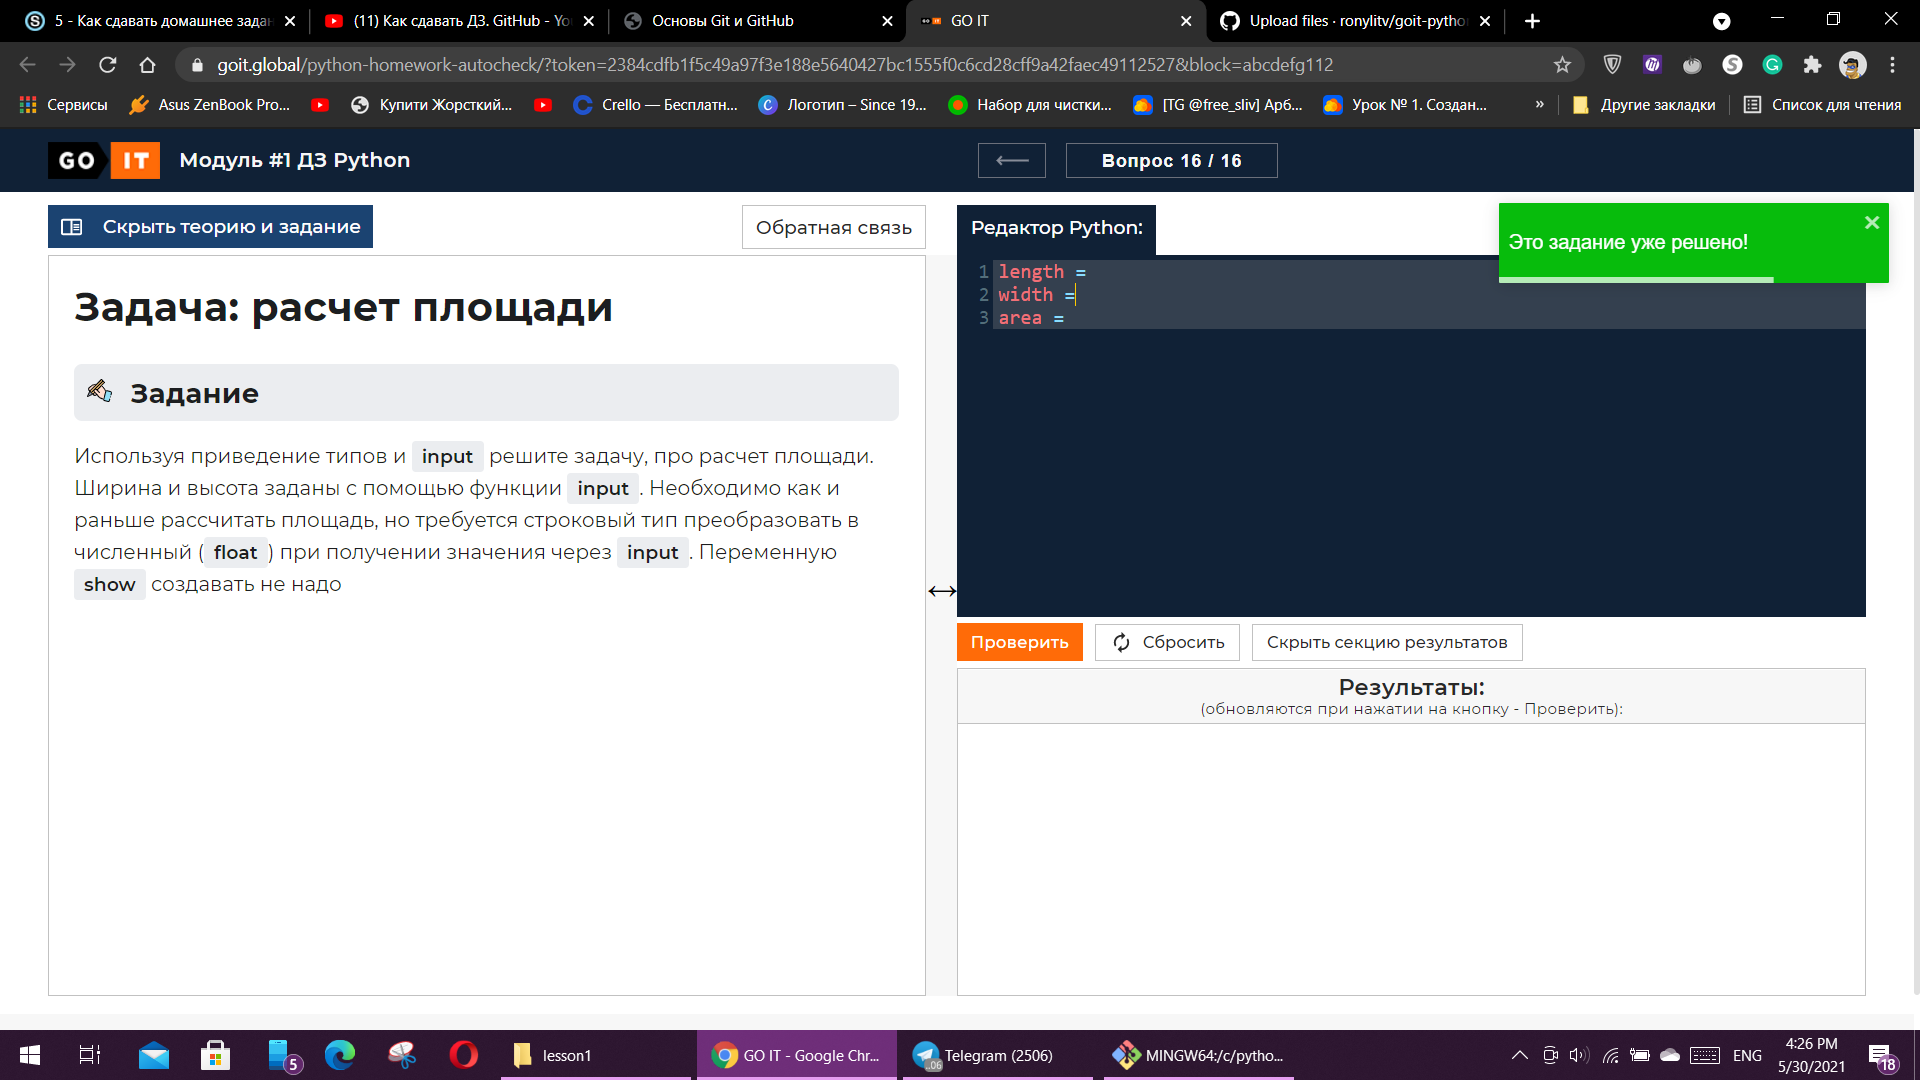 5 - Как сдавать домашнее зада
(11) Как сдавать ДЗ. GitHub - Yo
Основы Git и GitHub
GO IT
Upload files · ronylitv/goit-pytho
goit.global/python-homework-autocheck/?token=2384cdfb1f5c49a97f3e188e5640427bc1555f0c6cd28cff9a42faec49112527&block=abcdefg112
Сервисы
Asus ZenBook Pro...
Купити Жорсткий...
Crello — Бесплатн...
Логотип – Since 19...
Набор для чистки...
[TG @free_sliv] Арб...
Урок № 1. Создан...
»
Другие закладки
Список для чтения
GO IT
Модуль #1 ДЗ Python
Вопрос 16 / 16
Скрыть теорию и задание
Обратная связь
Задача: расчет площади
Задание
Используя приведение типов и input решите задачу, про расчет площади.
Ширина и высота заданы с помощью функции input . Необходимо как и
раньше рассчитать площадь, но требуется строковый тип преобразовать в
численный ( float ) при получении значения через input . Переменную
show создавать не надо
Редактор Python:
Это задание уже решено!
1 length =
2 width =
3 area =
Проверить
Сбросить
Скрыть секцию результатов
Результаты:
(обновляются при нажатии на кнопку - Проверить):
5
lesson1
GO IT - Google Chr...
.06
Telegram (2506)
MINGW64:/c/pytho...
ENG
4:26 PM
5/30/2021
18